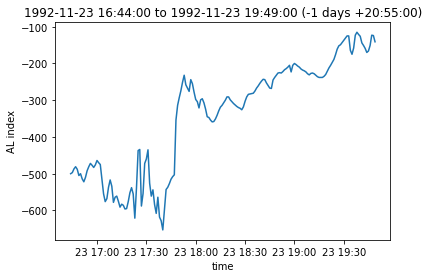 1992-11-23 16:44:00 to 1992-11-23 19:49:00 (-1 days +20:55:00)
−100
−200
−300
−400
−500
−600
AL index
23 17:00 23 17:30 23 18:00 23 18:30 23 19:00 23 19:30
time